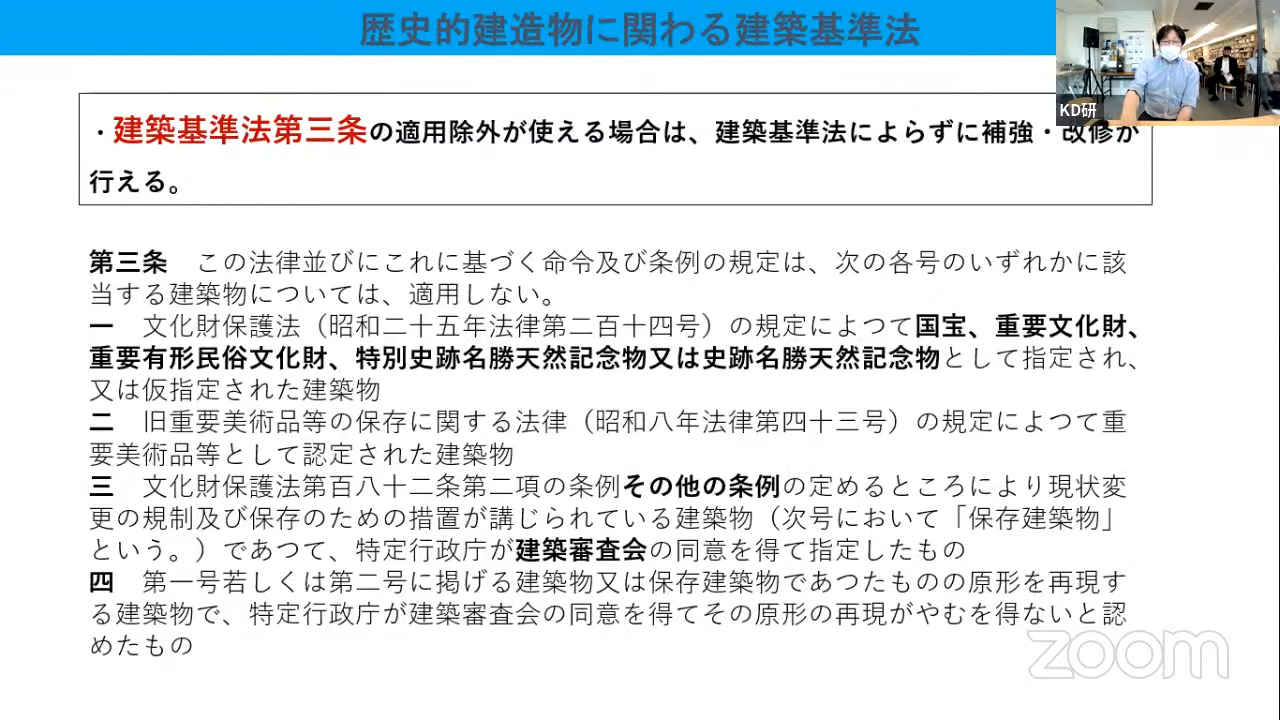 歴史的建造物に関わる建築基準法
KD研
・建築基準法第三条の適用除外が使える場合は、建築基準法によらずに補強・改修が
行える。
第三条　この法律並びにこれに基づく命令及び条例の規定は、次の各号のいずれかに該
当する建築物については、適用しない。
一　文化財保護法（昭和二十五年法律第二百十四号）の規定によつて国宝、重要文化財、
重要有形民俗文化財、特別史跡名勝天然記念物又は史跡名勝天然記念物として指定され、
又は仮指定された建築物
二　旧重要美術品等の保存に関する法律（昭和八年法律第四十三号）の規定によつて重
要美術品等として認定された建築物
三　文化財保護法第百八十二条第二項の条例その他の条例の定めるところにより現状変
更の規制及び保存のための措置が講じられている建築物（次号において「保存建築物」
という。）であつて、特定行政庁が建築審査会の同意を得て指定したもの
四　第一号若しくは第二号に掲げる建築物又は保存建築物であつたものの原形を再現す
る建築物で、特定行政庁が建築審査会の同意を得てその原形の再現がやむを得ないと認
めたもの
zoom